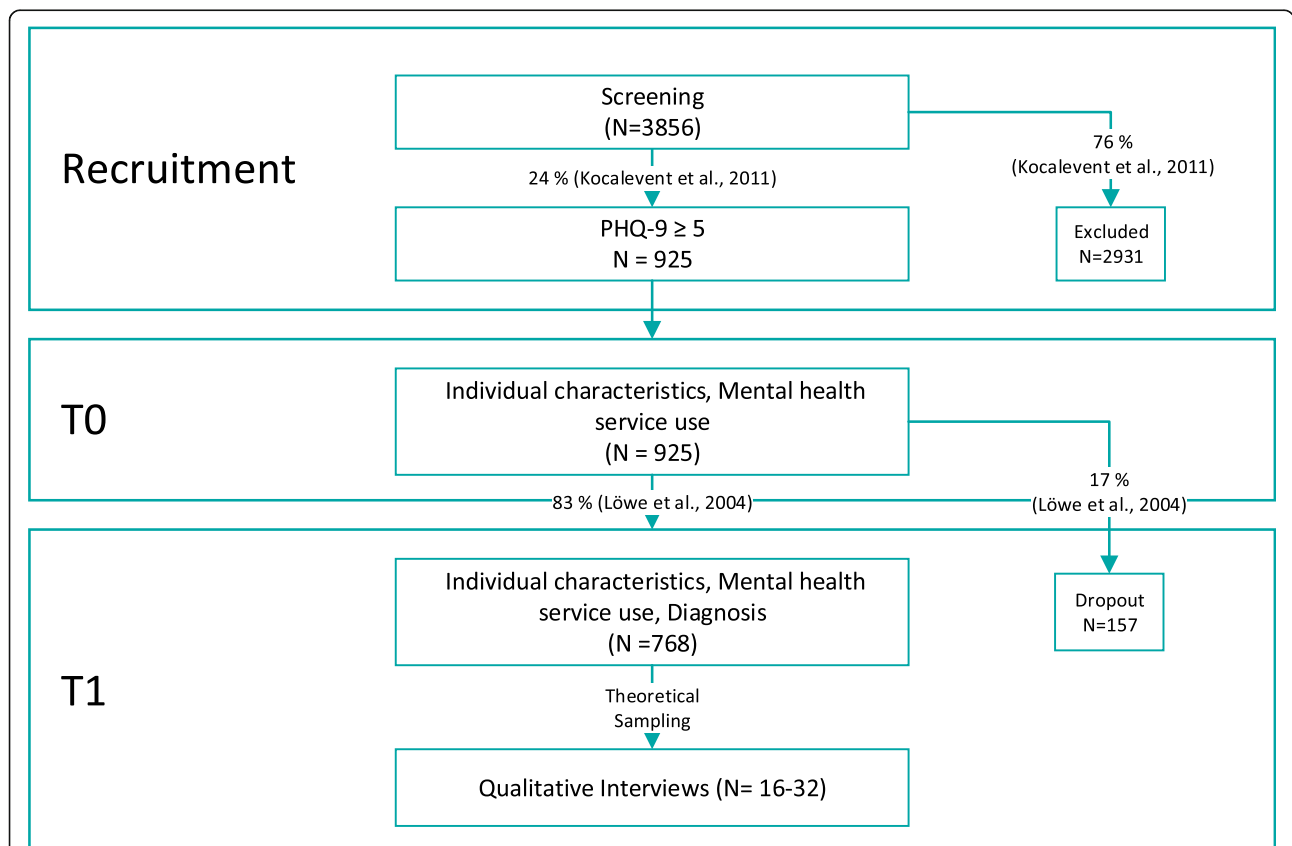 Recruitment
Screening
(N=3856)
76 %
(Kocalevent et al., 2011)
24 % (Kocalevent et al., 2011)
PHQ-9 ≥ 5
N = 925
Excluded
N=2931
T0
Individual characteristics, Mental health
service use
(N = 925)
17 %
(Löwe et al., 2004)
83 % (Löwe et al., 2004)
T1
Individual characteristics, Mental health
service use, Diagnosis
(N =768)
Dropout
N=157
Theoretical
Sampling
Qualitative Interviews (N= 16-32)